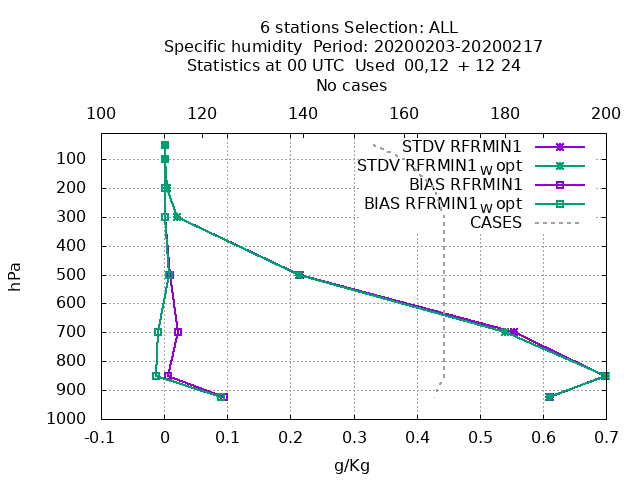 6 stations Selection: ALL
Specific humidity  Period: 20200203-20200217
Statistics at 00 UTC  Used  00,12  + 12 24
No cases
100 120 140 160 180 200
STDV RFRMIN1
STDV RFRMIN1W opt
BIAS RFRMIN1
BIAS RFRMIN1W opt
CASES
hPa
100
200
300
400
500
600
700
800
900
1000
-0.1 0 0.1 0.2 0.3 0.4 0.5 0.6 0.7
g/Kg